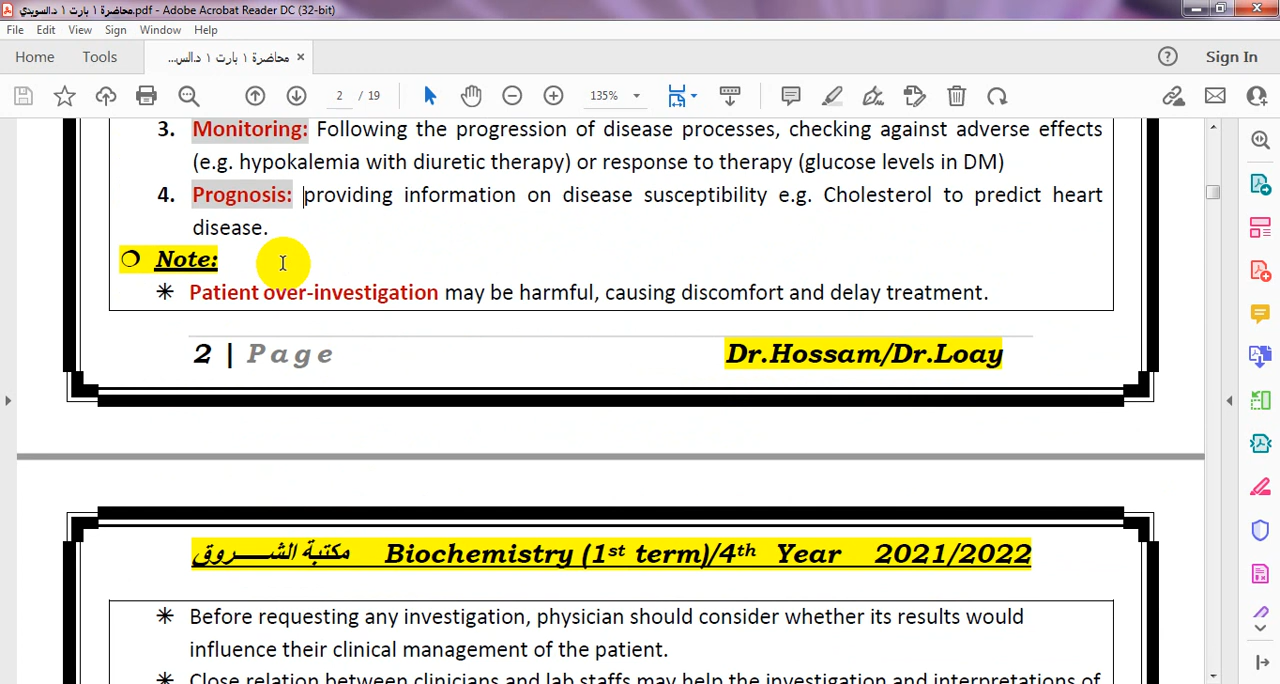 محاضرة ١ بارت ١ د.السويدي.pdf - Adobe Acrobat Reader DC (32-bit)
File Edit View Sign Window Help
Home Tools محاضرة ١ بارت ١ د.الس... × Sign In
2 / 19 135%
3. Monitoring: Following the progression of disease processes, checking against adverse effects
(e.g. hypokalemia with diuretic therapy) or response to therapy (glucose levels in DM)
4. Prognosis: providing information on disease susceptibility e.g. Cholesterol to predict heart
disease.
Note:
Patient over-investigation may be harmful, causing discomfort and delay treatment.
2 | Page Dr.Hossam/Dr.Loay
مكتبة الشـــــروق Biochemistry (1st term)/4th Year 2021/2022
Before requesting any investigation, physician should consider whether its results would
influence their clinical management of the patient.
Close relation between clinicians and lab staffs may help the investigation and interpretations of